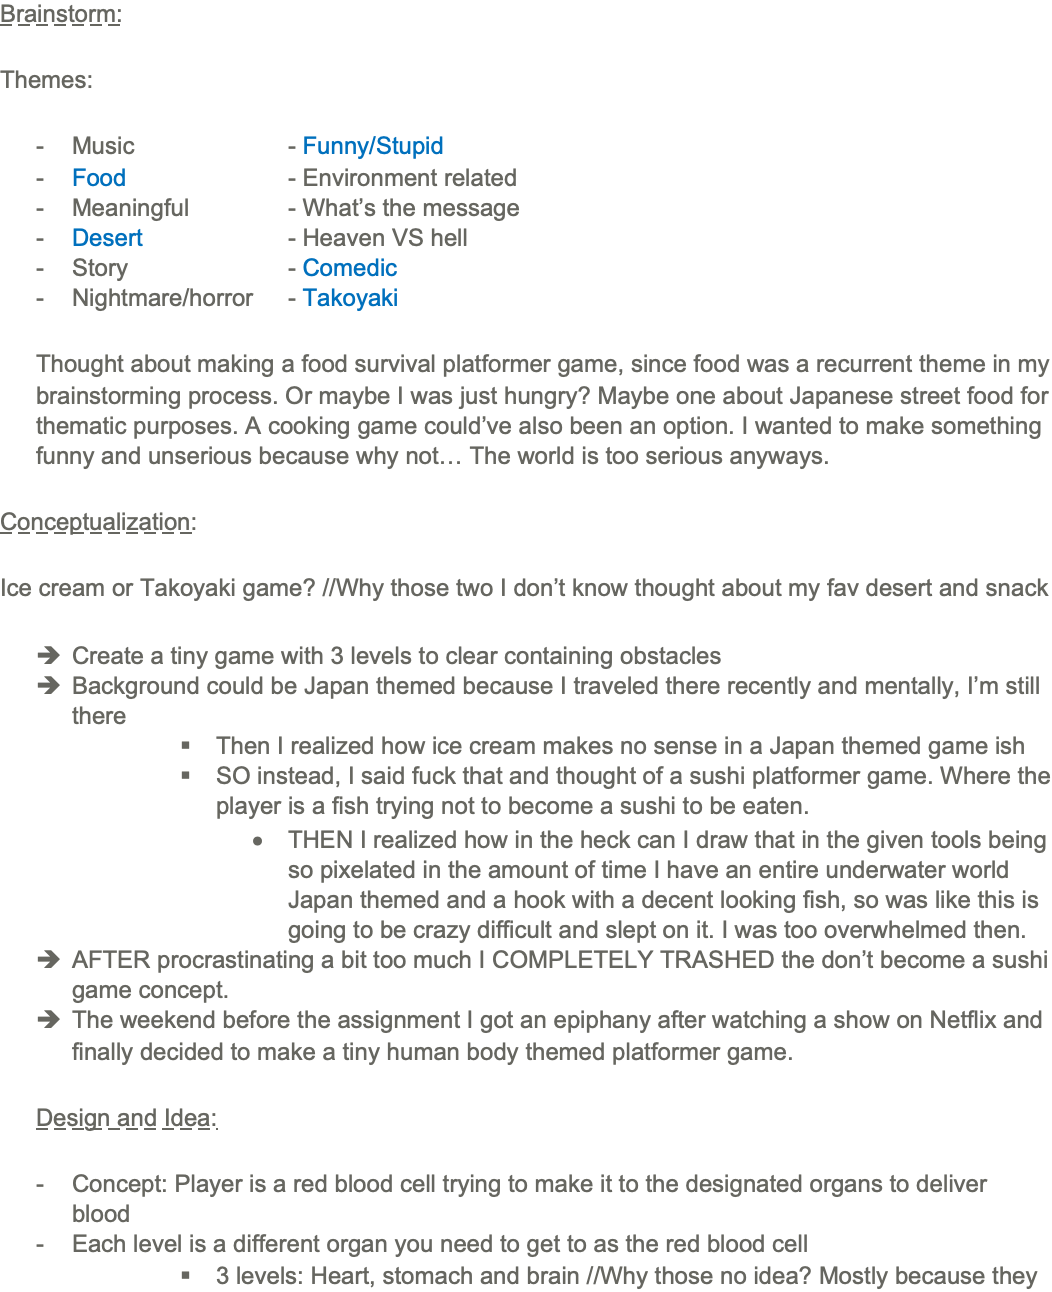 Brainstorm:
Themes:
- Music - Funny/Stupid
- Food - Environment related
- Meaningful - What’s the message
- Desert - Heaven VS hell
- Story - Comedic
- Nightmare/horror - Takoyaki
Thought about making a food survival platformer game, since food was a recurrent theme in my
brainstorming process. Or maybe I was just hungry? Maybe one about Japanese street food for
thematic purposes. A cooking game could’ve also been an option. I wanted to make something
funny and unserious because why not… The world is too serious anyways.
Conceptualization:
Ice cream or Takoyaki game? //Why those two I don’t know thought about my fav desert and snack
➔ Create a tiny game with 3 levels to clear containing obstacles
➔ Background could be Japan themed because I traveled there recently and mentally, I’m still
there
▪ Then I realized how ice cream makes no sense in a Japan themed game ish
▪ SO instead, I said fuck that and thought of a sushi platformer game. Where the
player is a fish trying not to become a sushi to be eaten.
• THEN I realized how in the heck can I draw that in the given tools being
so pixelated in the amount of time I have an entire underwater world
Japan themed and a hook with a decent looking fish, so was like this is
going to be crazy difficult and slept on it. I was too overwhelmed then.
➔ AFTER procrastinating a bit too much I COMPLETELY TRASHED the don’t become a sushi
game concept.
➔ The weekend before the assignment I got an epiphany after watching a show on Netflix and
finally decided to make a tiny human body themed platformer game.
Design and Idea:
- Concept: Player is a red blood cell trying to make it to the designated organs to deliver
blood
- Each level is a different organ you need to get to as the red blood cell
▪ 3 levels: Heart, stomach and brain //Why those no idea? Mostly because they